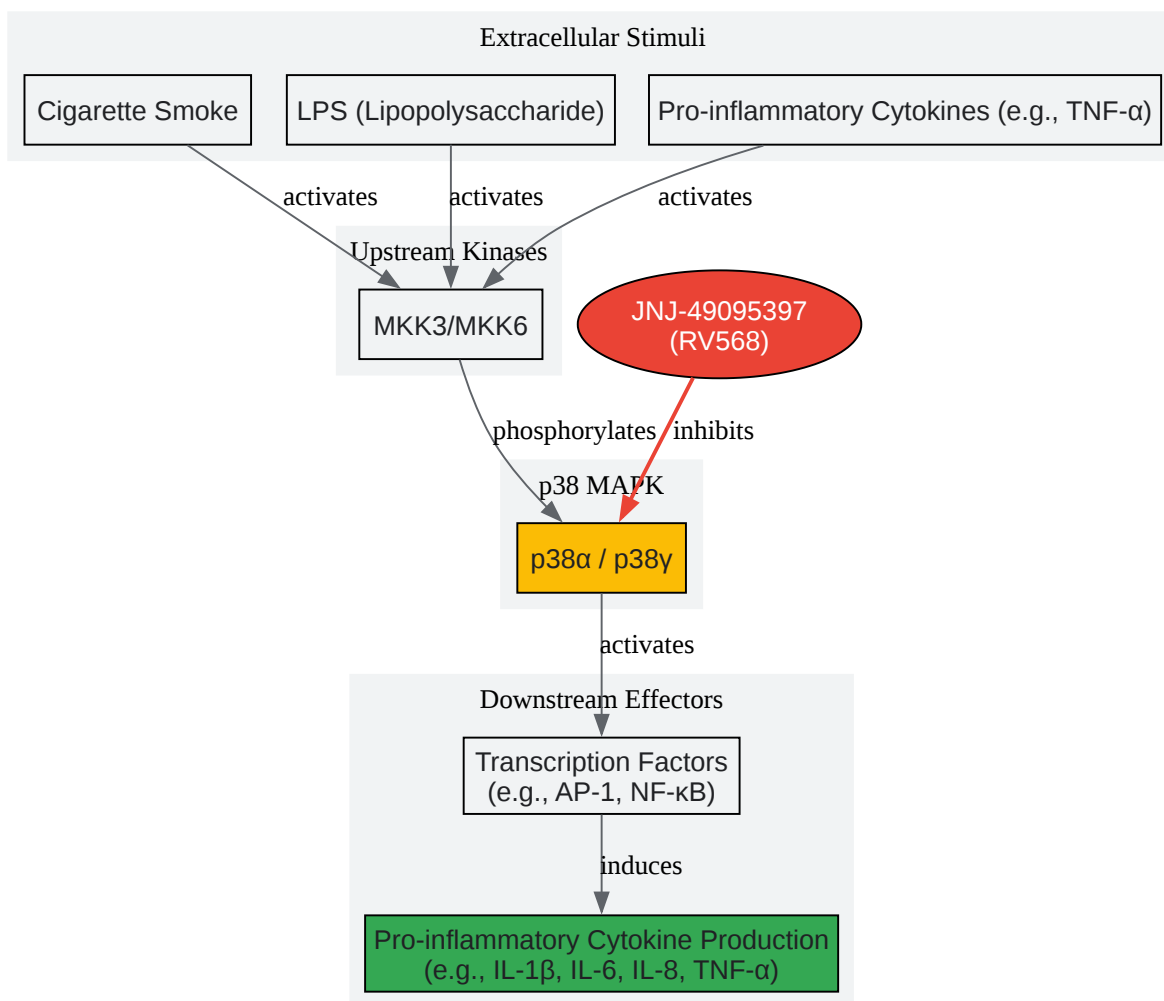 Extracellular Stimuli
Cigarette Smoke
LPS (Lipopolysaccharide)
Pro-inflammatory Cytokines (e.g., TNF-α)
activates
activates
activates
Upstream Kinases
MKK3/MKK6
JNJ-49095397
(RV568)
phosphorylates
inhibits
p38 MAPK
p38α / p38γ
activates
Downstream Effectors
Transcription Factors
(e.g., AP-1, NF-κB)
induces
Pro-inflammatory Cytokine Production
(e.g., IL-1β, IL-6, IL-8, TNF-α)